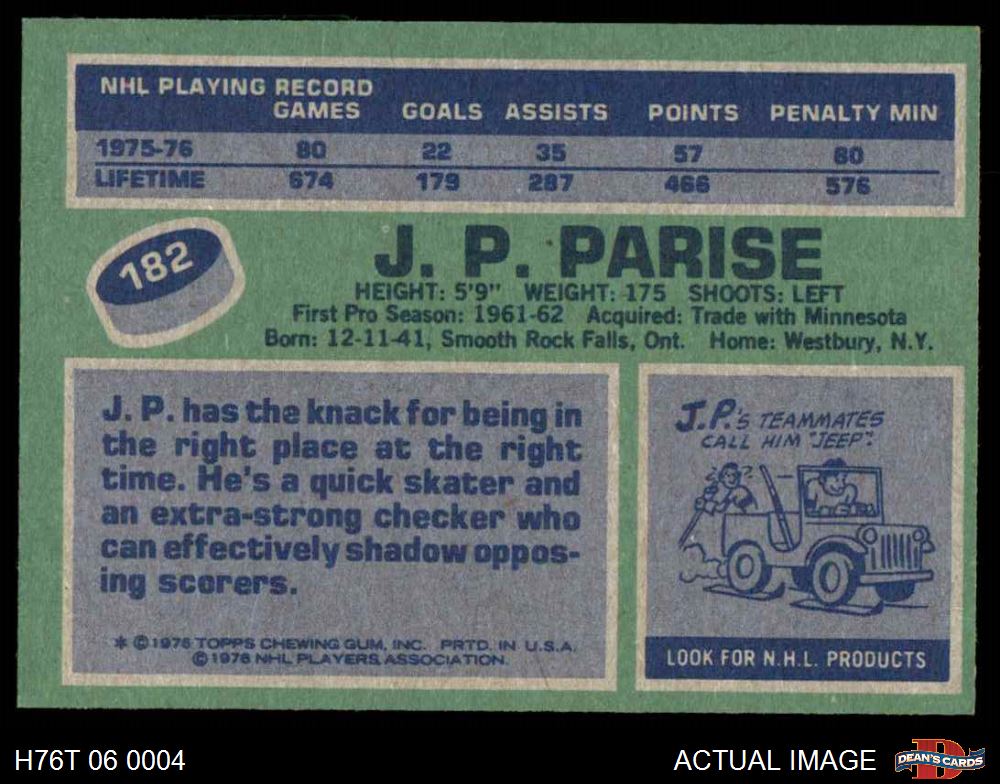 NHL PLAYING RECORD
GAMES GOALS ASSISTS POINTS PENALTY MIN
1975-76 80 22 35 57 80
LIFETIME 674 179 287 466 576
182
J. P. PARISE
HEIGHT: 5'9" WEIGHT: 175 SHOOTS: LEFT
First Pro Season: 1961-62 Acquired: Trade with Minnesota
Born: 12-11-41, Smooth Rock Falls, Ont. Home: Westbury, N.Y.
J. P. has the knack for being in
the right place at the right
time. He's a quick skater and
an extra-strong checker who
can effectively shadow oppos-
ing scorers.
* © 1976 TOPPS CHEWING GUM, INC. PRTD. IN U.S.A.
© 1976 NHL PLAYERS ASSOCIATION.
J.P.'S TEAMMATES
CALL HIM "JEEP".
LOOK FOR N.H.L. PRODUCTS
H76T 06 0004
ACTUAL IMAGE
D
DEAN'S CARDS